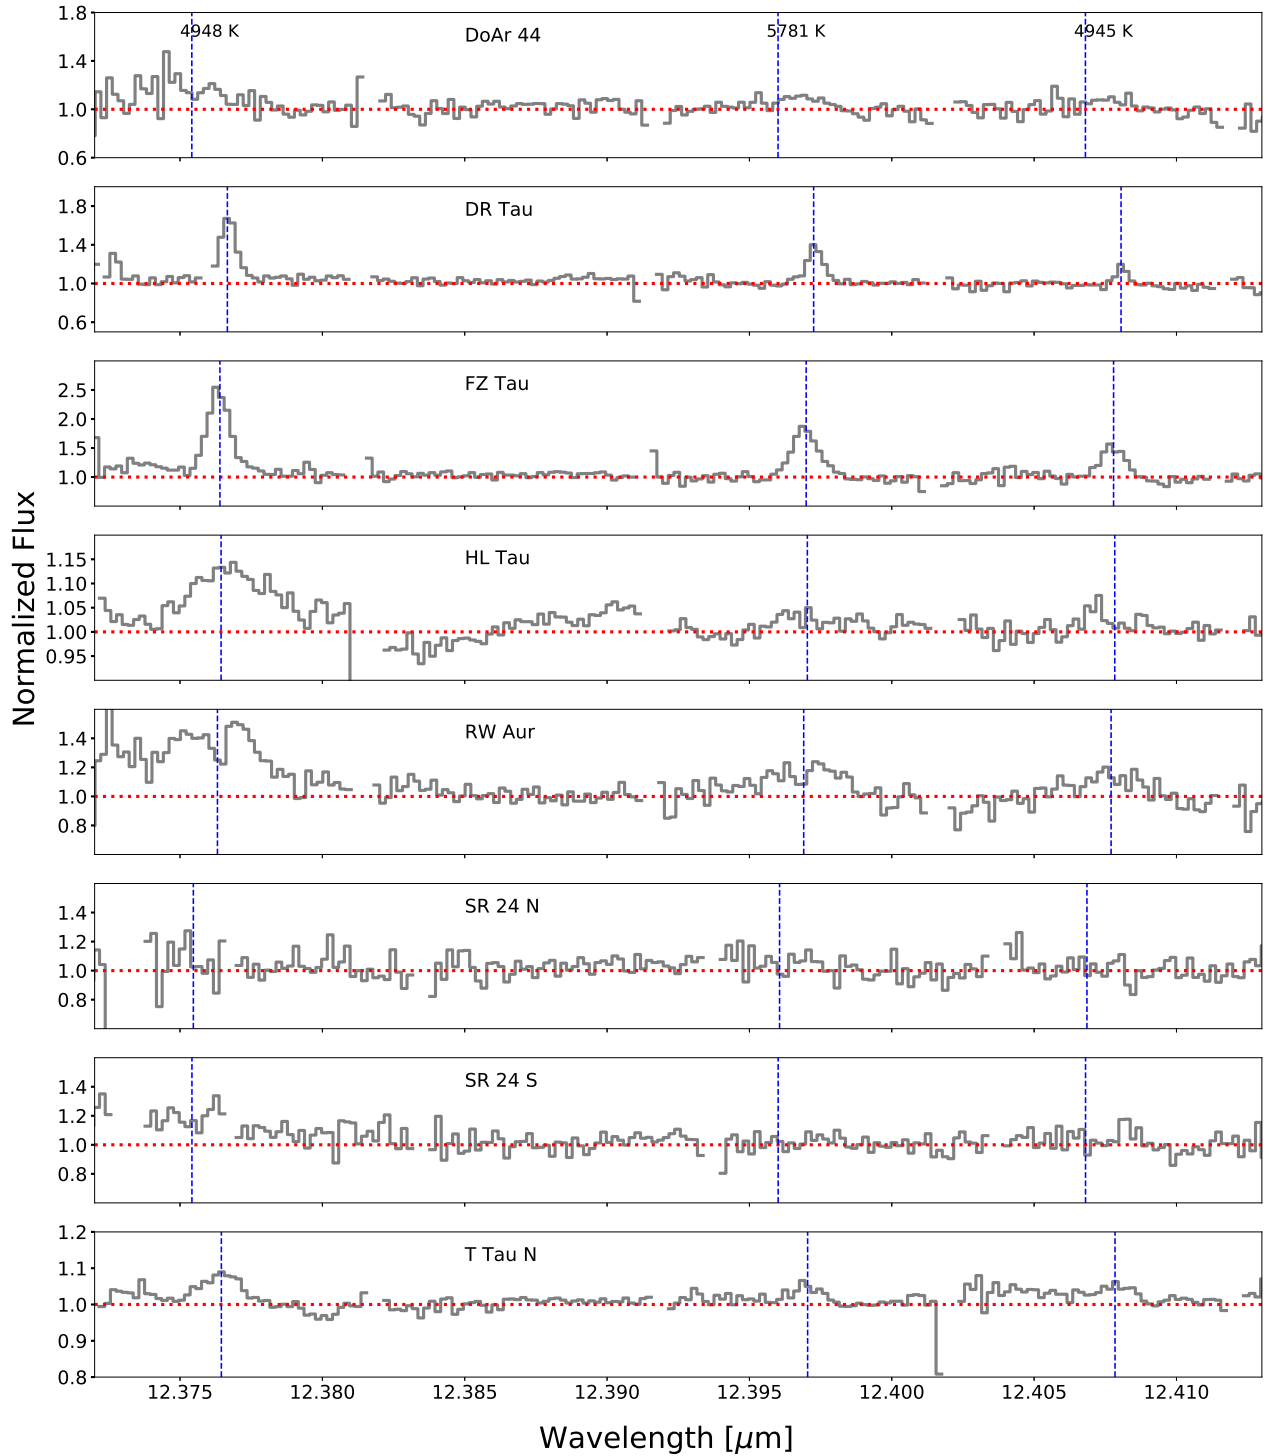 4948 K
DoAr 44
5781 K
4945 K
1.8
1.4
1.0
0.6
DR Tau
1.8
1.4
1.0
0.6
FZ Tau
2.5
2.0
1.5
1.0
HL Tau
1.15
1.10
1.05
1.00
0.95
RW Aur
1.4
1.2
1.0
0.8
SR 24 N
1.4
1.2
1.0
0.8
SR 24 S
1.4
1.2
1.0
0.8
T Tau N
1.2
1.1
1.0
0.9
0.8
Normalized Flux
12.375 12.380 12.385 12.390 12.395 12.400 12.405 12.410
Wavelength [μm]